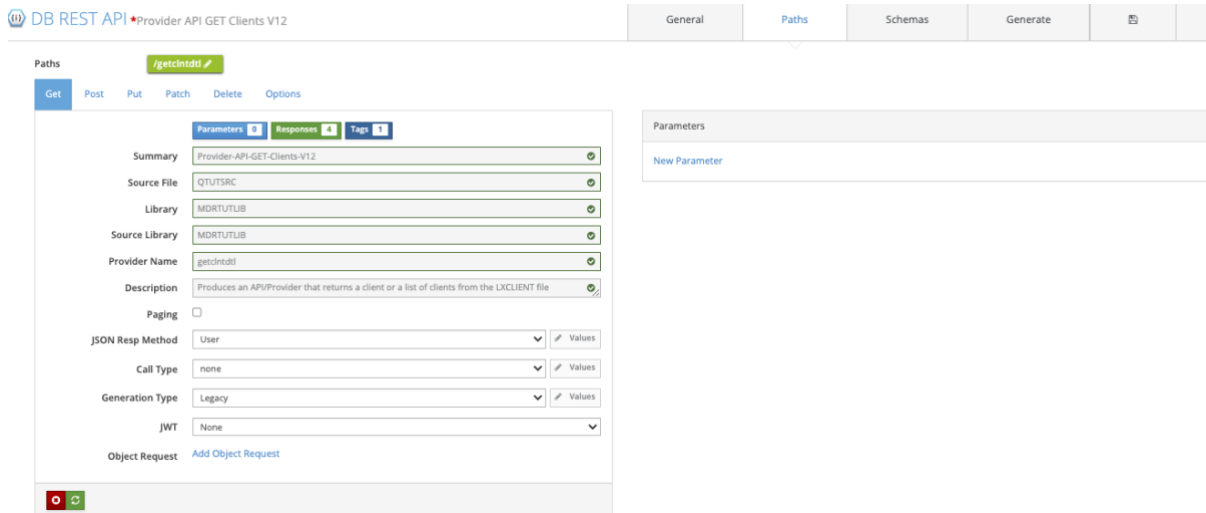 DB REST API *Provider API GET Clients V12
General Paths Schemas Generate
Paths /getclntdtl
Get Post Put Patch Delete Options
Parameters 0 Responses 4 Tags 1
Parameters
Summary Provider-API-GET-Clients-V12
New Parameter
Source File QTUTSRC
Library MDRTUTLIB
Source Library MDRTUTLIB
Provider Name getclntdtl
Description Produces an API/Provider that returns a client or a list of clients from the LXCLIENT file
Paging
JSON Resp Method User Values
Call Type none Values
Generation Type Legacy Values
JWT None
Object Request Add Object Request